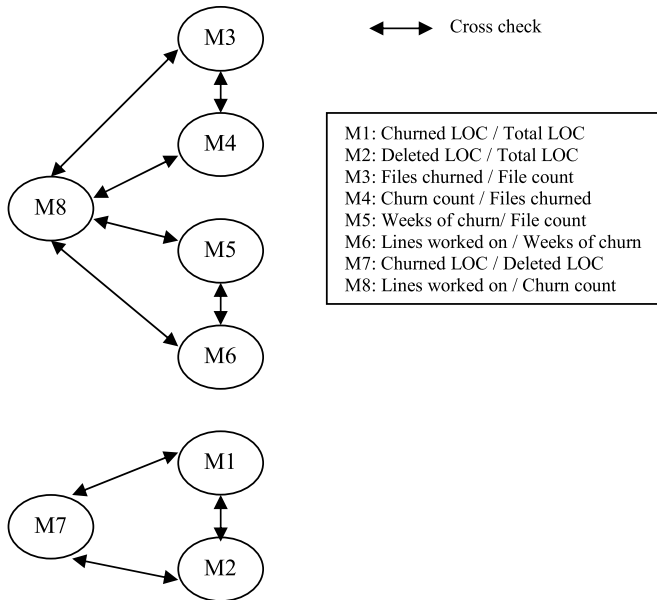 M3
Cross check
M4
M8
M5
M6
M1
M7
M2
M1: Churned LOC / Total LOC
M2: Deleted LOC / Total LOC
M3: Files churned / File count
M4: Churn count / Files churned
M5: Weeks of churn/ File count
M6: Lines worked on / Weeks of churn
M7: Churned LOC / Deleted LOC
M8: Lines worked on / Churn count